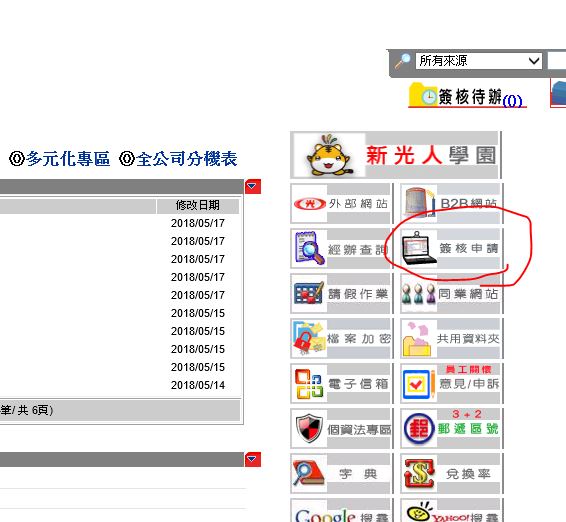 所有來源
簽核待辦(0)
◎多元化專區 ◎全公司分機表
新光人學園
修改日期
2018/05/17
2018/05/17
2018/05/17
2018/05/17
2018/05/17
2018/05/15
2018/05/15
2018/05/15
2018/05/15
2018/05/14
筆/ 共 6頁)
外部網站
B2B網站
經辦查詢
簽核申請
請假作業
同業網站
檔案加密
共用資料夾
電子信箱
員工關懷
意見/申訴
個資法專區
3+2
郵遞區號
字典
兌換率
Google 搜尋
YAHOO!搜尋